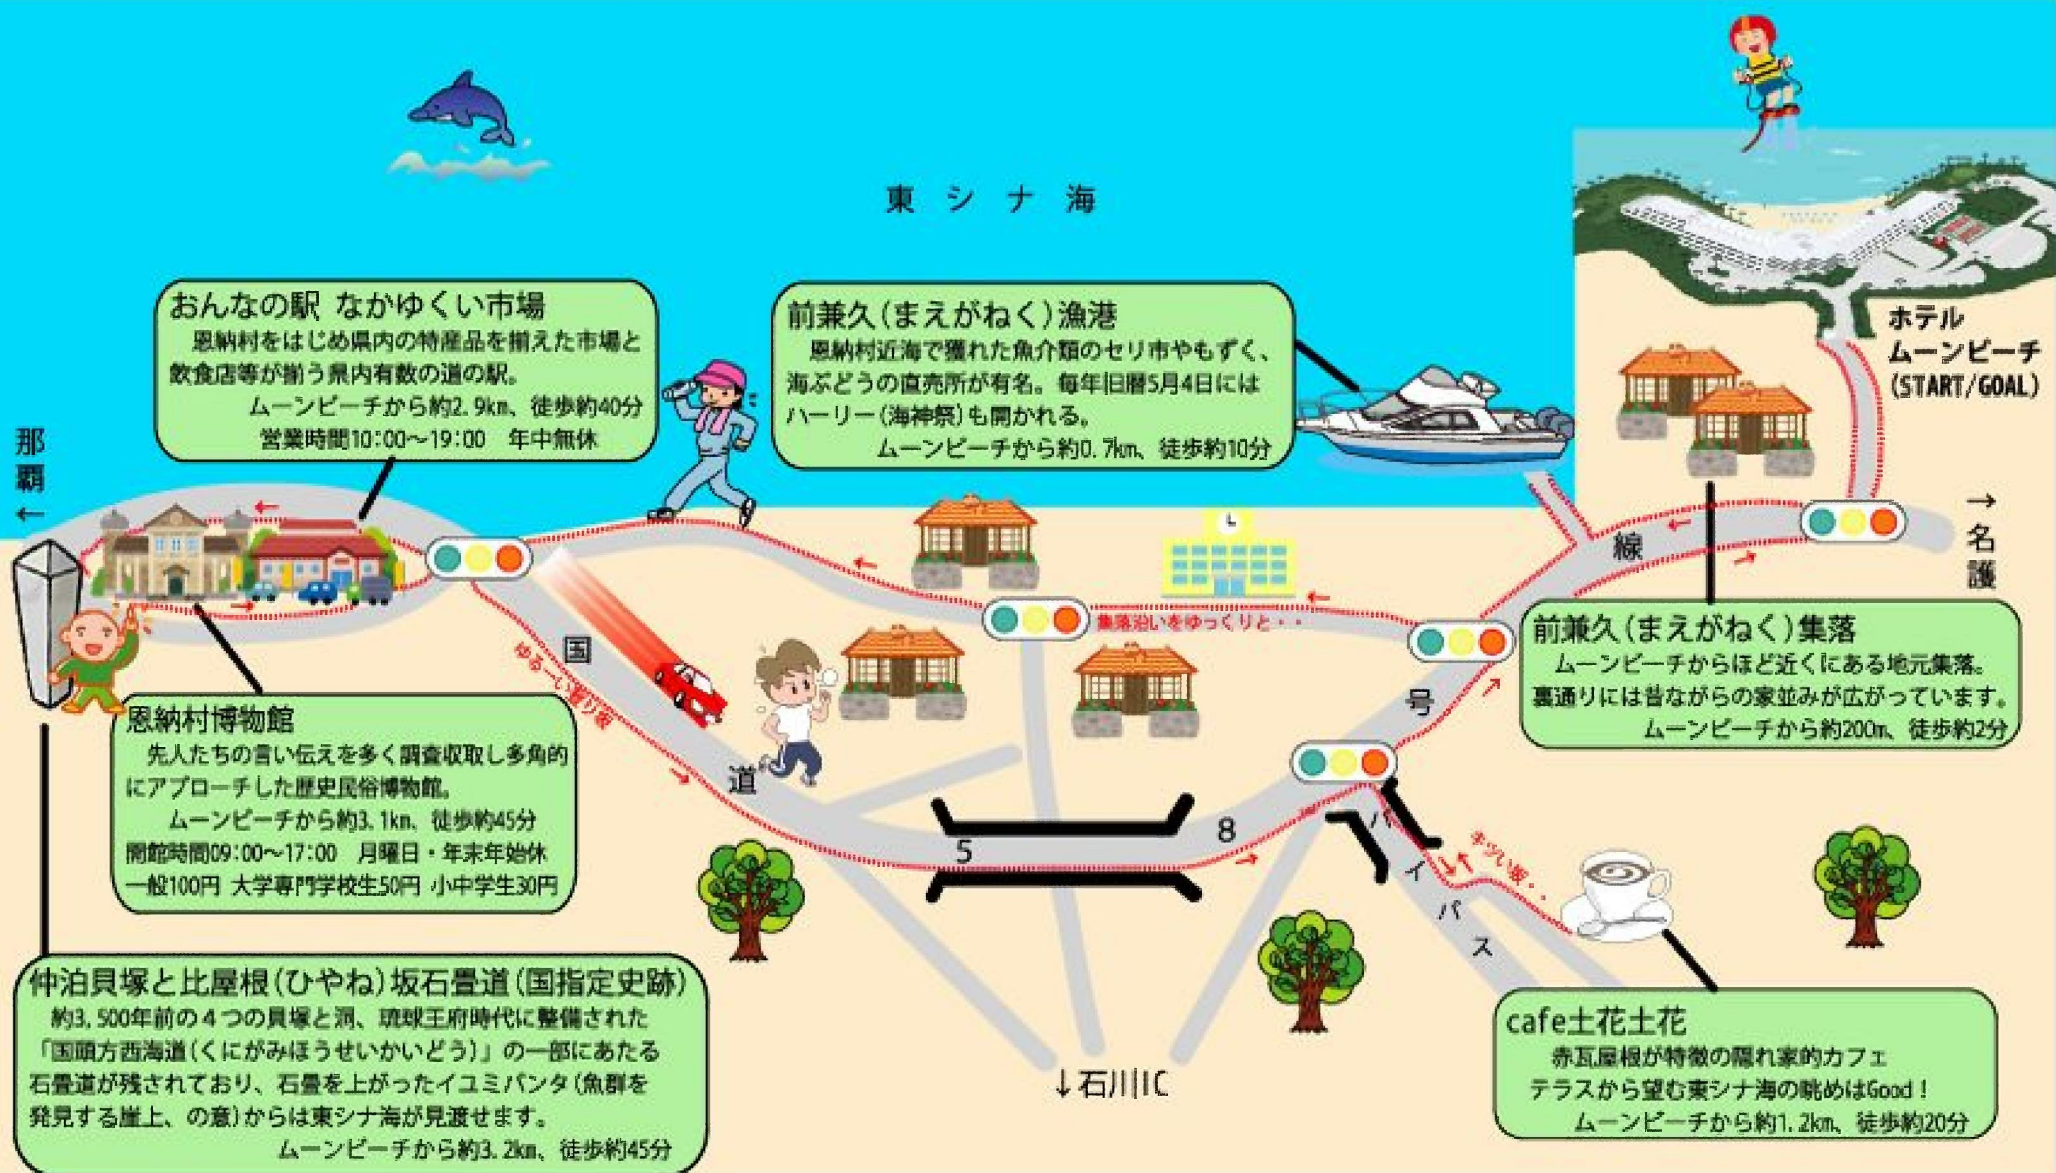 東シナ海
おんなの駅 なかゆくい市場
恩納村をはじめ県内の特産品を揃えた市場と
飲食店等が揃う県内有数の道の駅。
ムーンビーチから約2.9km、徒歩約40分
営業時間10:00～19:00 年中無休
前兼久(まえがねく)漁港
恩納村近海で獲れた魚介類のセリ市やもずく、
海ぶどうの直売所が有名。毎年旧暦5月4日には
ハーリー(海神祭)も開かれる。
ムーンビーチから約0.7km、徒歩約10分
ホテル
ムーンビーチ
(START/GOAL)
那覇
←
→
名護
線
号
8
5
道
国
集落沿いをゆっくりと・・
ゆる～い曲り坂
前兼久(まえがねく)集落
ムーンビーチからほど近くにある地元集落。
裏通りには昔ながらの家並みが広がっています。
ムーンビーチから約200m、徒歩約2分
恩納村博物館
先人たちの言い伝えを多く調査収取し多角的
にアプローチした歴史民俗博物館。
ムーンビーチから約3.1km、徒歩約45分
開館時間09:00～17:00 月曜日・年末年始休
一般100円 大学専門学校生50円 小中学生30円
バイパス
キツい坂・・
仲泊貝塚と比屋根(ひやね)坂石畳道(国指定史跡)
約3,500年前の４つの貝塚と洞、琉球王府時代に整備された
「国頭方西海道(くにがみほうせいかいどう)」の一部にあたる
石畳道が残されており、石畳を上がったイユミバンタ(魚群を
発見する崖上、の意)からは東シナ海が見渡せます。
ムーンビーチから約3.2km、徒歩約45分
↓石川IC
cafe土花土花
赤瓦屋根が特徴の隠れ家的カフェ
テラスから望む東シナ海の眺めはGood！
ムーンビーチから約1.2km、徒歩約20分